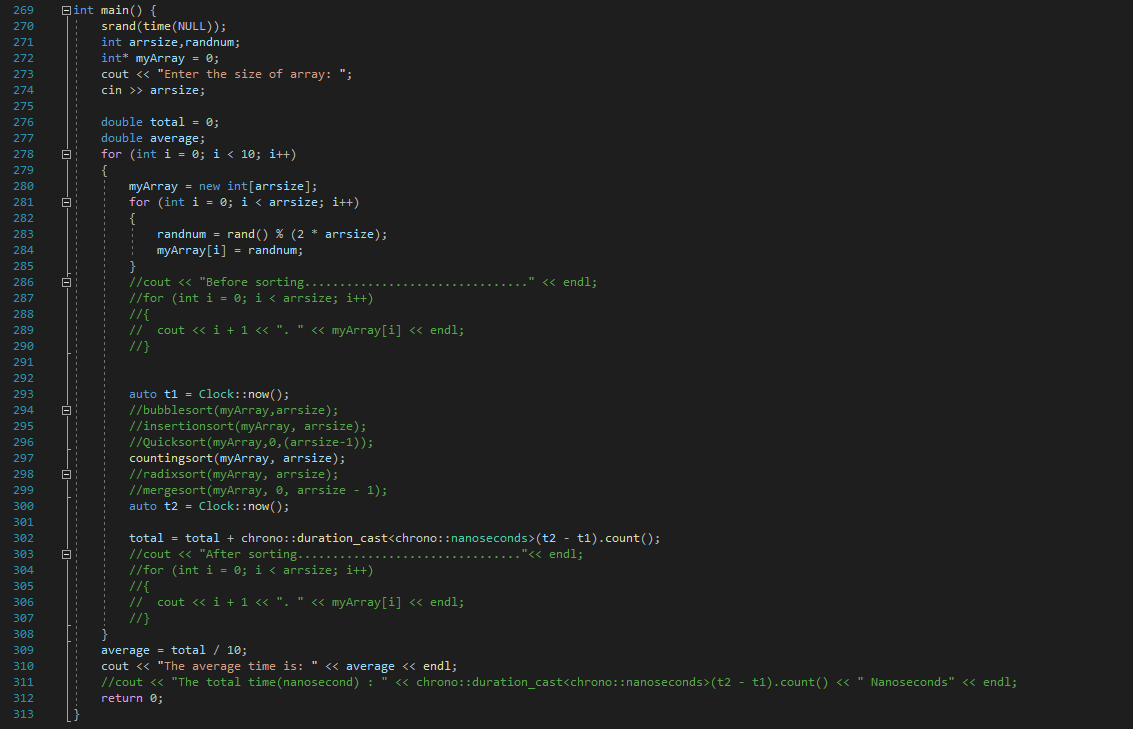 269 int main() {
270 srand(time(NULL));
271 int arrsize,randnum;
272 int* myArray = 0;
273 cout << "Enter the size of array: ";
274 cin >> arrsize;
275
276 double total = 0;
277 double average;
278 for (int i = 0; i < 10; i++)
279 {
280 myArray = new int[arrsize];
281 for (int i = 0; i < arrsize; i++)
282 {
283 randnum = rand() % (2 * arrsize);
284 myArray[i] = randnum;
285 }
286 //cout << "Before sorting................................" << endl;
287 //for (int i = 0; i < arrsize; i++)
288 //{
289 // cout << i + 1 << ". " << myArray[i] << endl;
290 //}
291
292
293 auto t1 = Clock::now();
294 //bubblesort(myArray,arrsize);
295 //insertionsort(myArray, arrsize);
296 //Quicksort(myArray,0,(arrsize-1));
297 countingsort(myArray, arrsize);
298 //radixsort(myArray, arrsize);
299 //mergesort(myArray, 0, arrsize - 1);
300 auto t2 = Clock::now();
301
302 total = total + chrono::duration_cast<chrono::nanoseconds>(t2 - t1).count();
303 //cout << "After sorting................................"<< endl;
304 //for (int i = 0; i < arrsize; i++)
305 //{
306 // cout << i + 1 << ". " << myArray[i] << endl;
307 //}
308 }
309 average = total / 10;
310 cout << "The average time is: " << average << endl;
311 //cout << "The total time(nanosecond) : " << chrono::duration_cast<chrono::nanoseconds>(t2 - t1).count() << " Nanoseconds" << endl;
312 return 0;
313 }